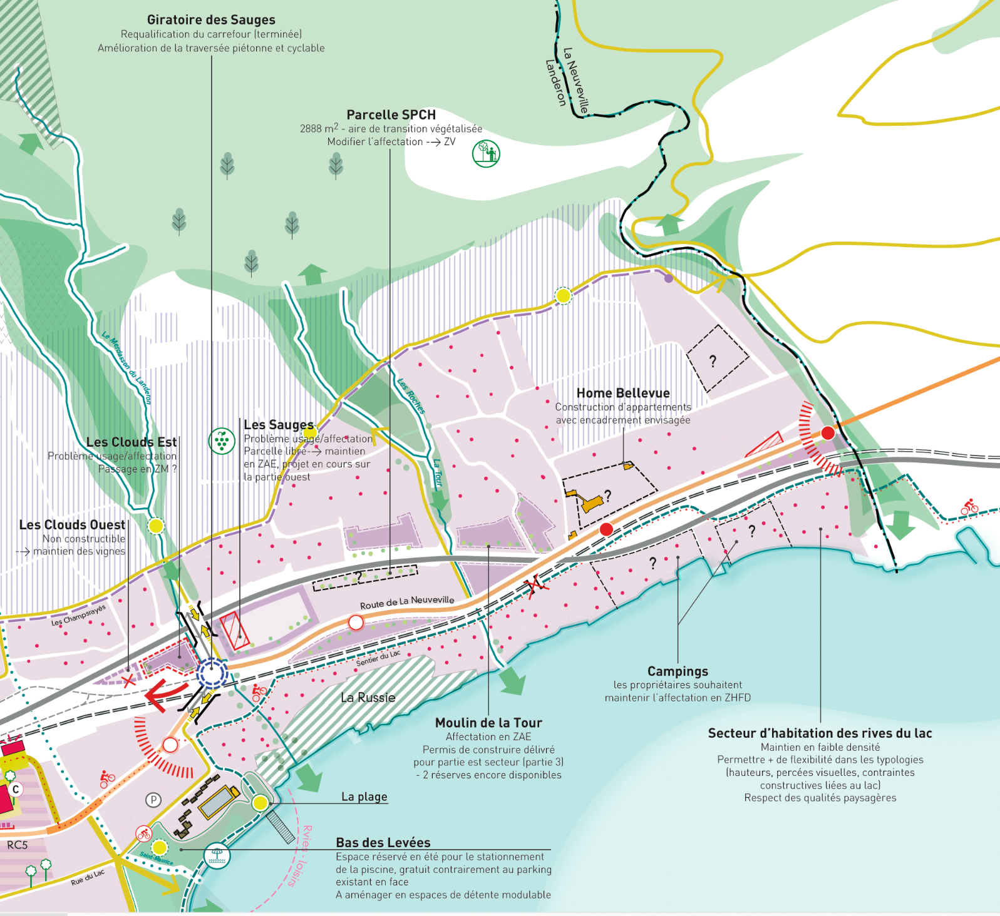 Giratoire des Sauges
Requalification du carrefour (terminée)
Amélioration de la traversée piétonne et cyclable
La Neuveville
Landeron
Parcelle SPCH
2888 m² - aire de transition végétalisée
Modifier l'affectation --> ZV
Le Merdasson du Landeron
Les Roches
La Tour
Home Bellevue
Construction d'appartements
avec encadrement envisagée
Les Sauges
Problème usage/affectation
Parcelle libre--> maintien
en ZAE, projet en cours sur
la partie ouest
Les Clouds Est
Problème usage/affectation
Passage en ZM ?
Les Clouds Ouest
Non constructible
--> maintien des vignes
?
?
?
?
?
Les Champsrayés
Route de La Neuveville
Sentier du Lac
La Russie
Campings
les propriétaires souhaitent
maintenir l'affectation en ZHFD
Moulin de la Tour
Affectation en ZAE
Permis de construire délivré
pour partie est secteur (partie 3)
- 2 réserves encore disponibles
Secteur d'habitation des rives du lac
Maintien en faible densité
Permettre + de flexibilité dans les typologies
(hauteurs, percées visuelles, contraintes
constructives liées au lac)
Respect des qualités paysagères
C
P
La plage
RC5
Saint-Maurice
Rue du Lac
Rvies - loisirs
Bas des Levées
Espace réservé en été pour le stationnement
de la piscine, gratuit contrairement au parking
existant en face
A aménager en espaces de détente modulable